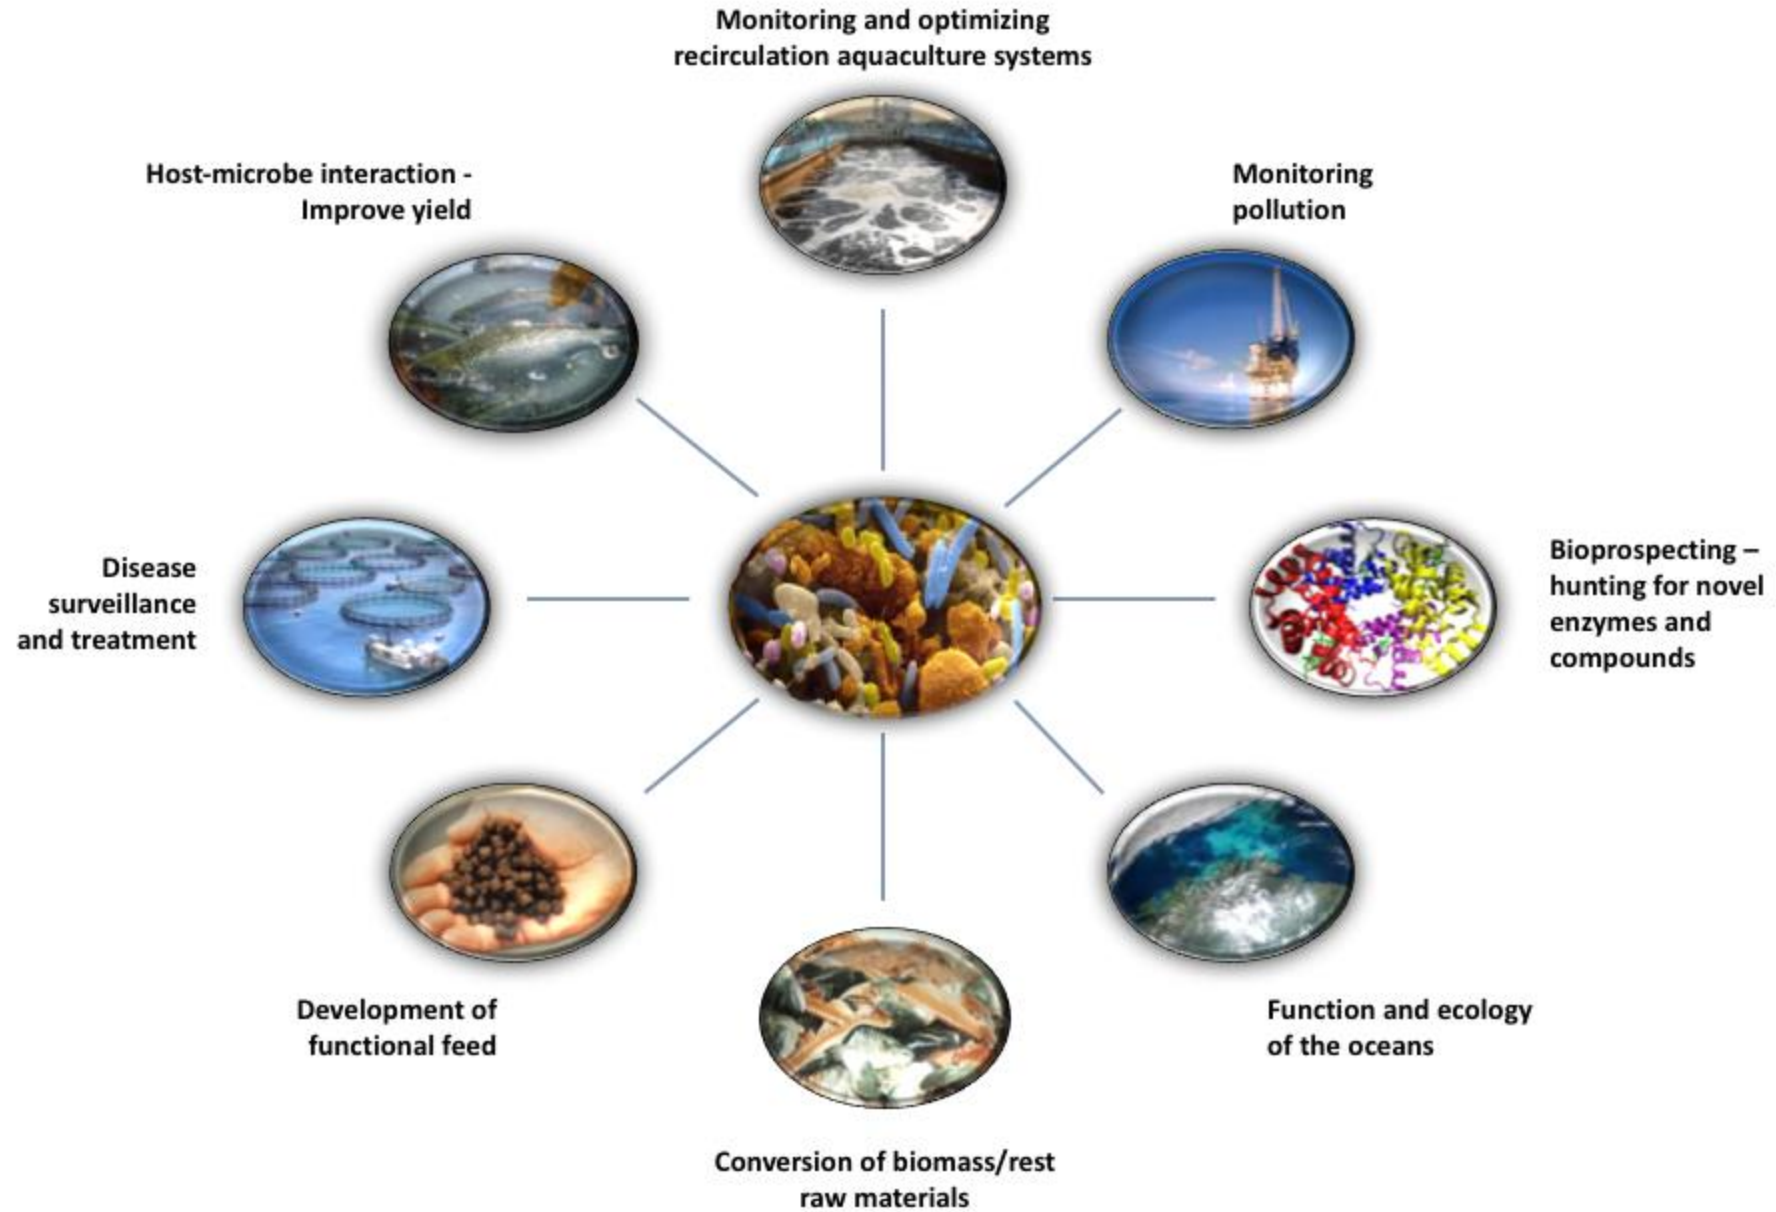 Monitoring and optimizing
recirculation aquaculture systems
Host-microbe interaction -
Improve yield
Monitoring
pollution
Disease
surveillance
and treatment
Bioprospecting –
hunting for novel
enzymes and
compounds
Development of
functional feed
Function and ecology
of the oceans
Conversion of biomass/rest
raw materials